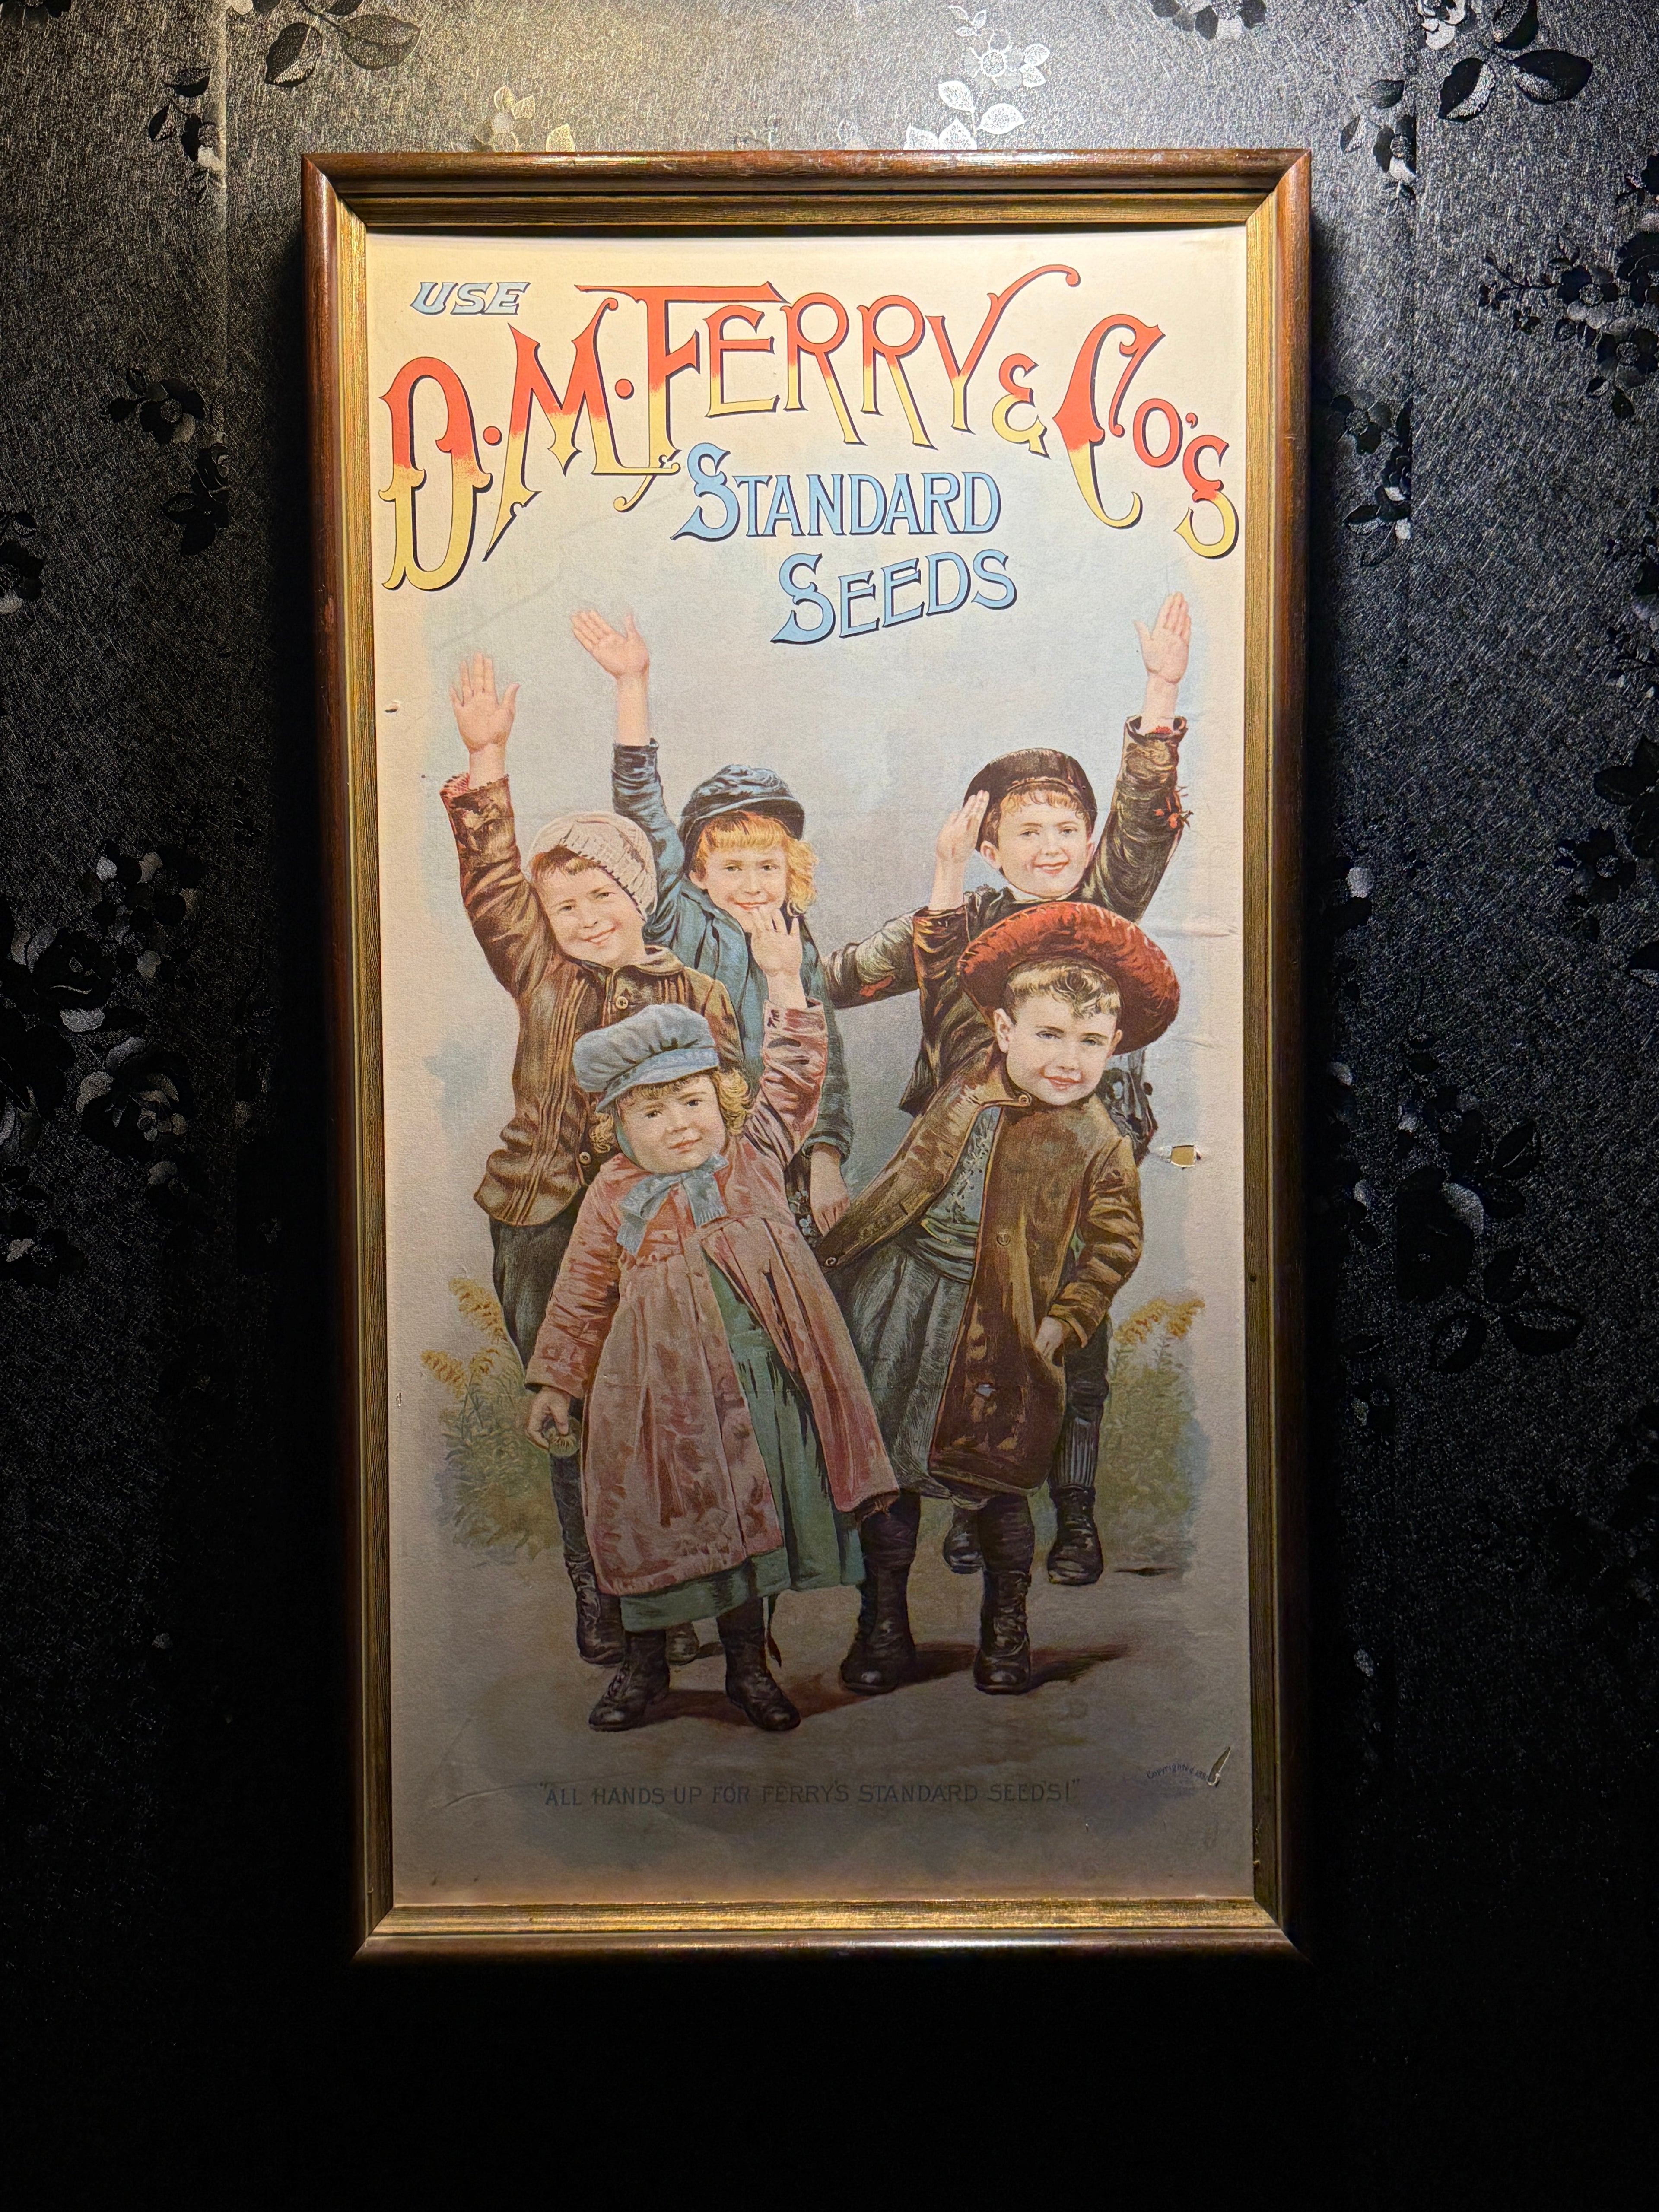 USE
D.M. FERRY & CO'S
STANDARD
SEEDS
"ALL HANDS UP FOR FERRY'S STANDARD SEEDS!"